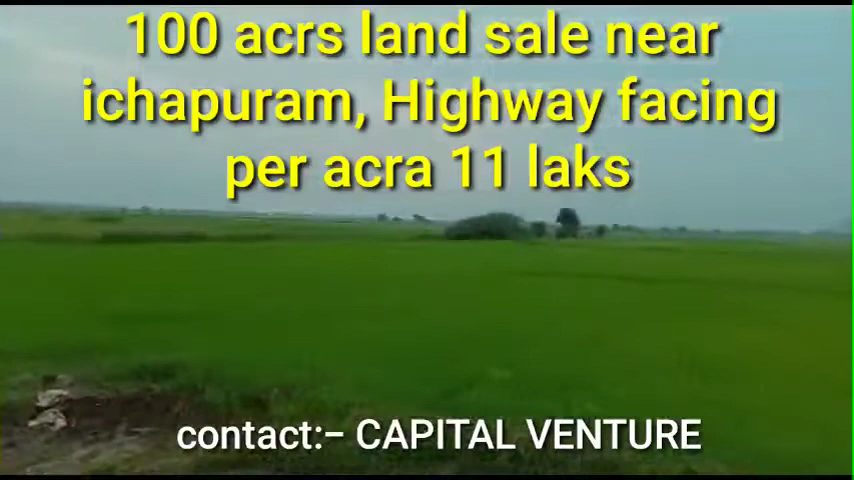 100 acrs land sale near
ichapuram, Highway facing
per acra 11 laks
contact:- CAPITAL VENTURE